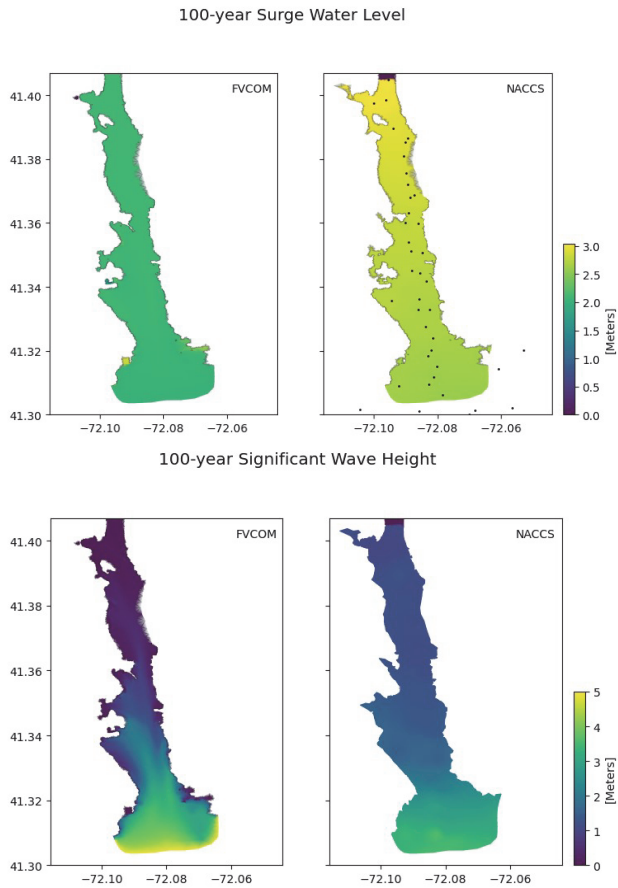 100-year Surge Water Level
FVCOM
NACCS
41.40
41.38
41.36
41.34
41.32
41.30
−72.10 −72.08 −72.06
−72.10 −72.08 −72.06
3.0
2.5
2.0
1.5
1.0
0.5
0.0
[Meters]
100-year Significant Wave Height
FVCOM
NACCS
41.40
41.38
41.36
41.34
41.32
41.30
−72.10 −72.08 −72.06
−72.10 −72.08 −72.06
5
4
3
2
1
0
[Meters]